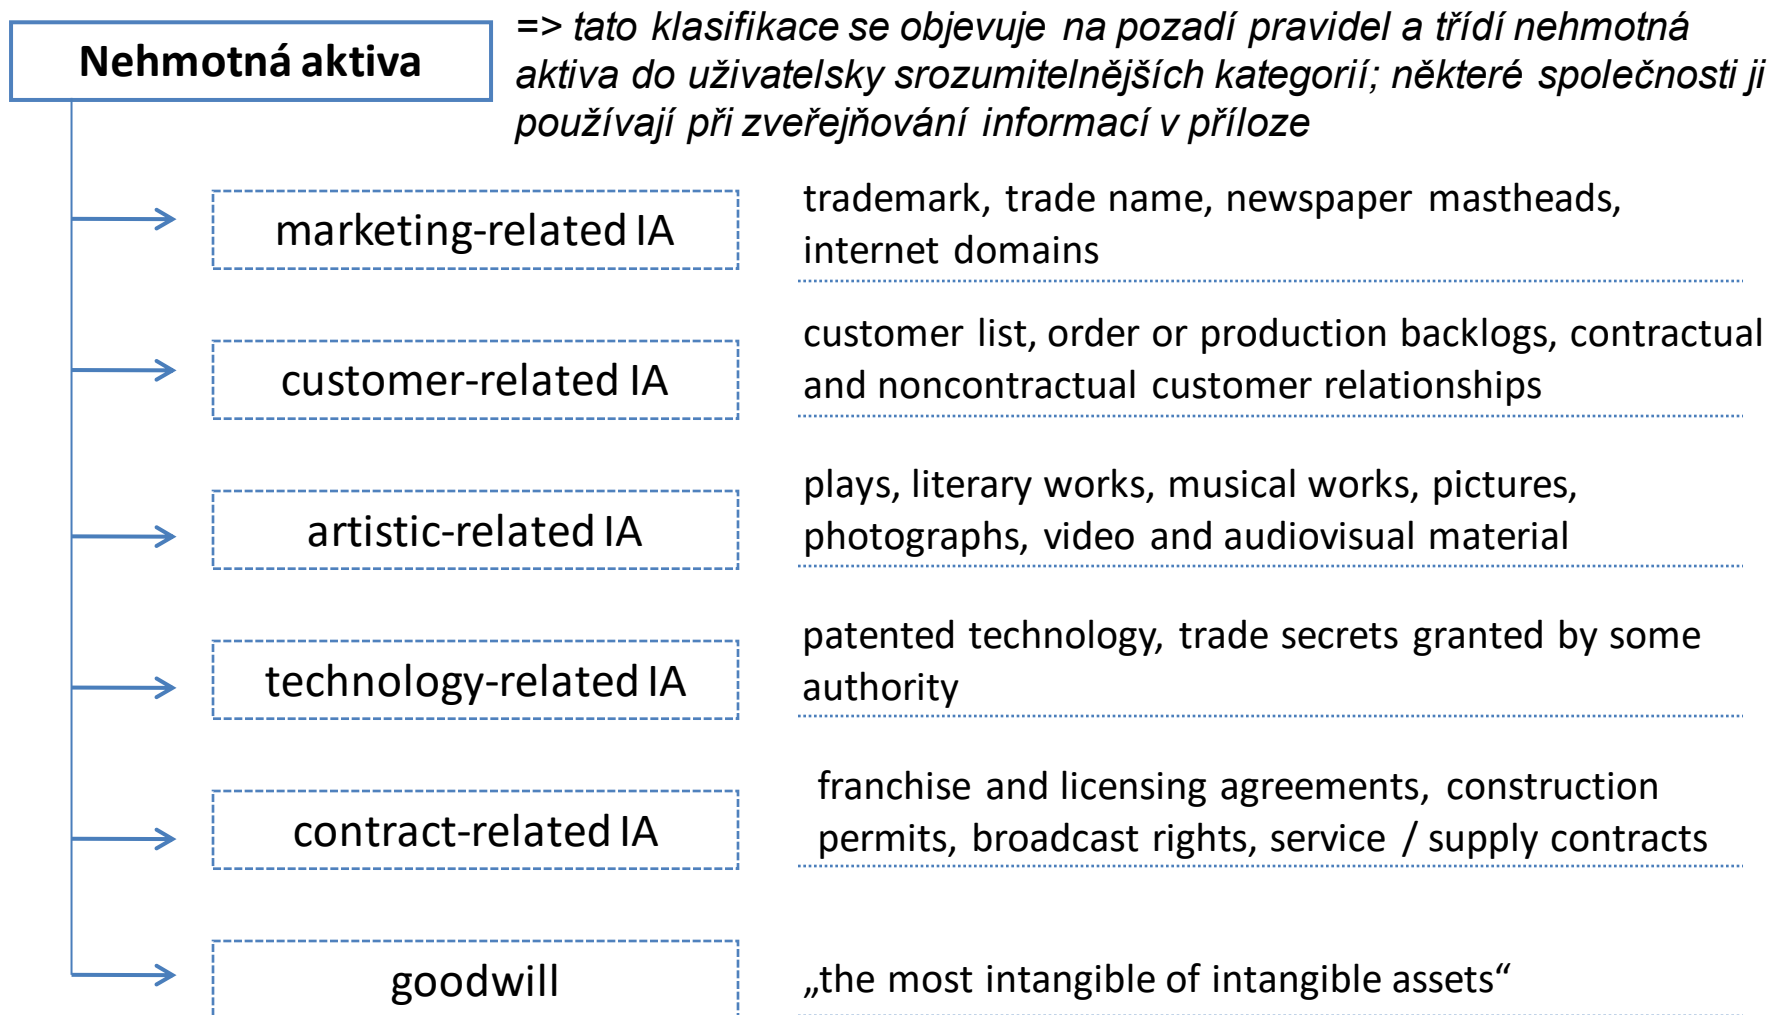 Nehmotná aktiva
=> tato klasifikace se objevuje na pozadí pravidel a třídí nehmotná
aktiva do uživatelsky srozumitelnějších kategorií; některé společnosti ji
používají při zveřejňování informací v příloze
marketing-related IA
trademark, trade name, newspaper mastheads,
internet domains
customer-related IA
customer list, order or production backlogs, contractual
and noncontractual customer relationships
artistic-related IA
plays, literary works, musical works, pictures,
photographs, video and audiovisual material
technology-related IA
patented technology, trade secrets granted by some
authority
contract-related IA
franchise and licensing agreements, construction
permits, broadcast rights, service / supply contracts
goodwill
„the most intangible of intangible assets“